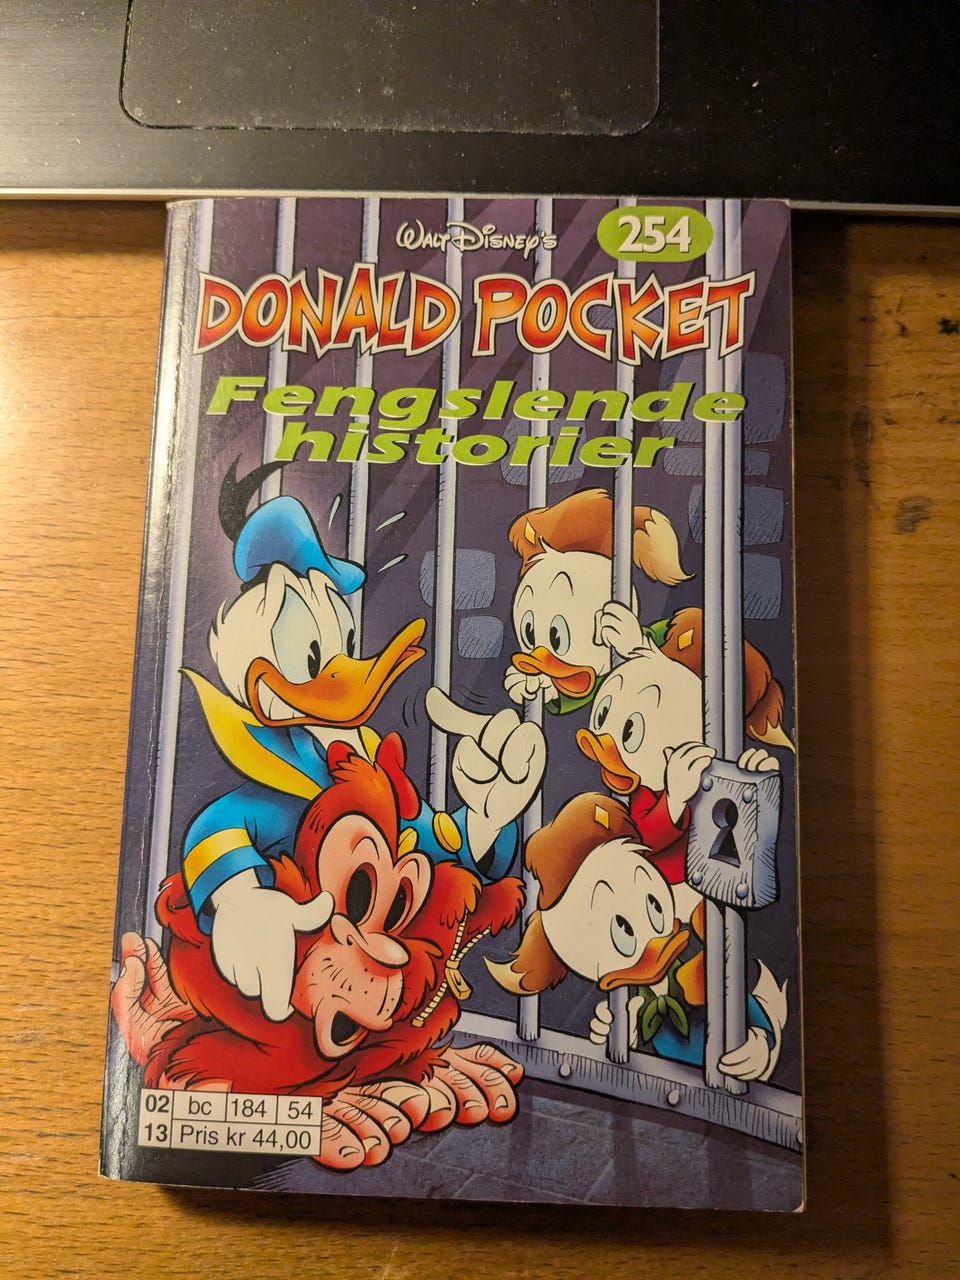 WALT DISNEY'S
254
DONALD POCKET
Fengslende
historier
02 bc 184 54
13 Pris kr 44,00